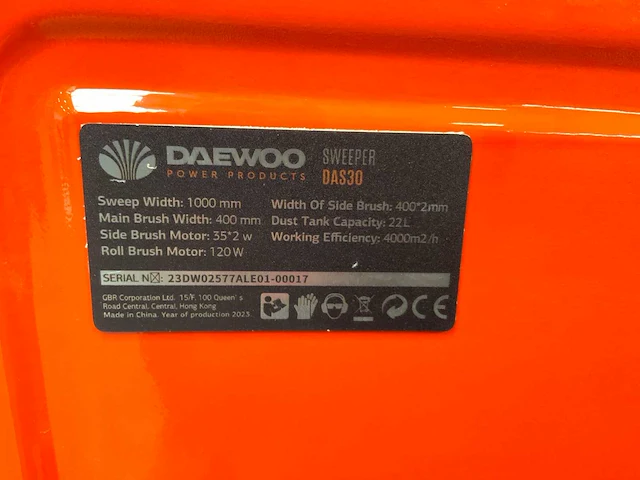 DAEWOO SWEEPER
POWER PRODUCTS DAS30
Sweep Width: 1000 mm
Main Brush Width: 400 mm
Side Brush Motor: 35*2 w
Roll Brush Motor: 120 W
Width Of Side Brush: 400*2mm
Dust Tank Capacity: 22L
Working Efficiency: 4000m2/h
SERIAL N☒: 23DW02577ALE01-00017
GBR Corporation Ltd. 15/F, 100 Queen's
Road Central, Central, Hong Kong
Made in China. Year of production 2023.
CE